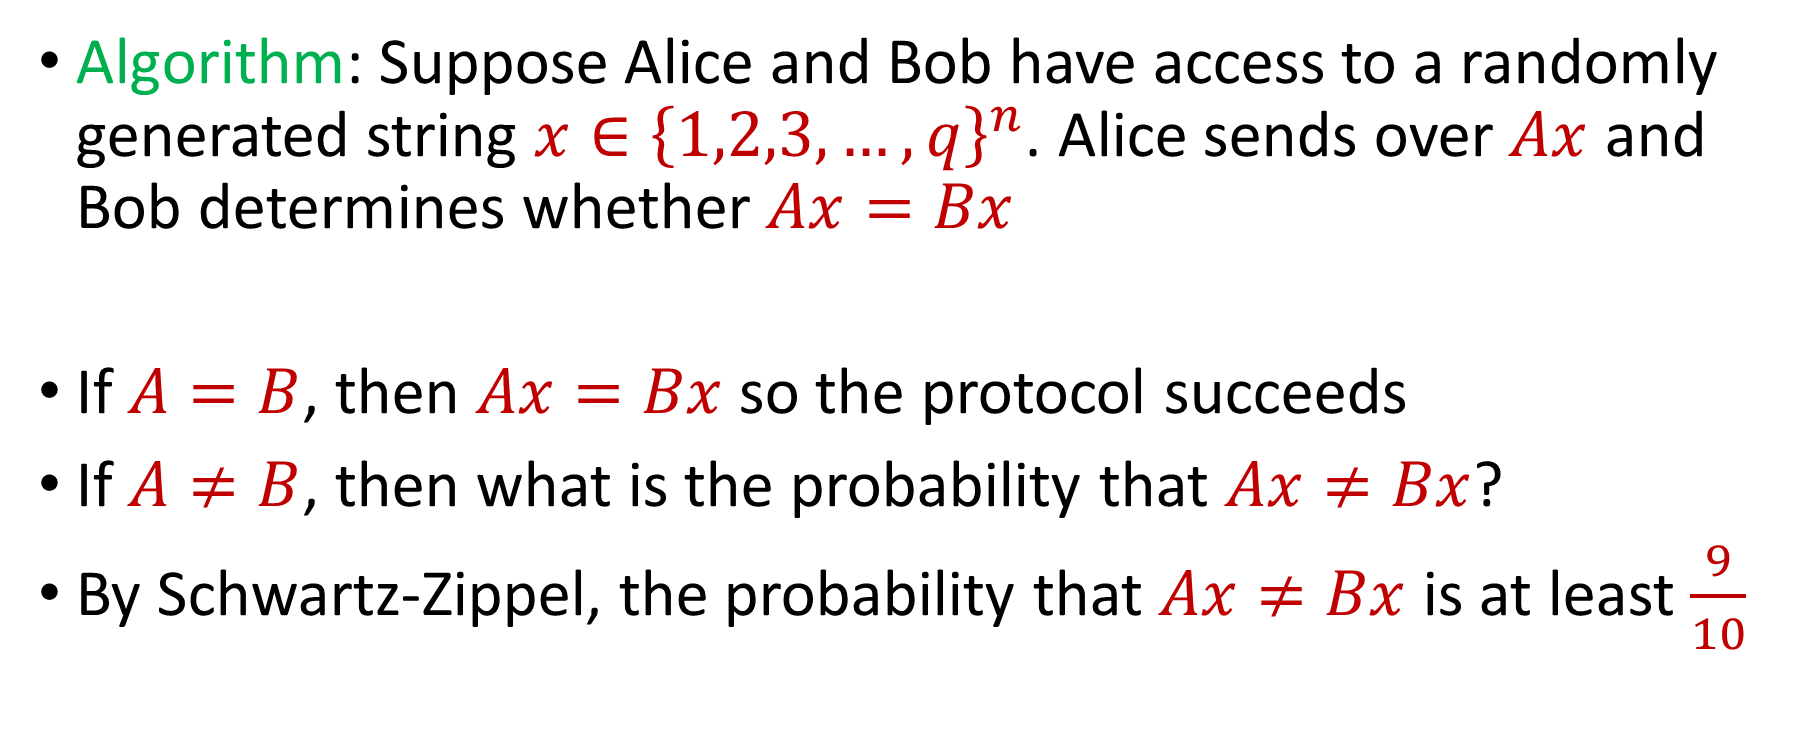 • Algorithm: Suppose Alice and Bob have access to a randomly
generated string x ∈ {1,2,3, … , q}ⁿ. Alice sends over Ax and
Bob determines whether Ax = Bx
• If A = B, then Ax = Bx so the protocol succeeds
• If A ≠ B, then what is the probability that Ax ≠ Bx?
• By Schwartz-Zippel, the probability that Ax ≠ Bx is at least 9/10